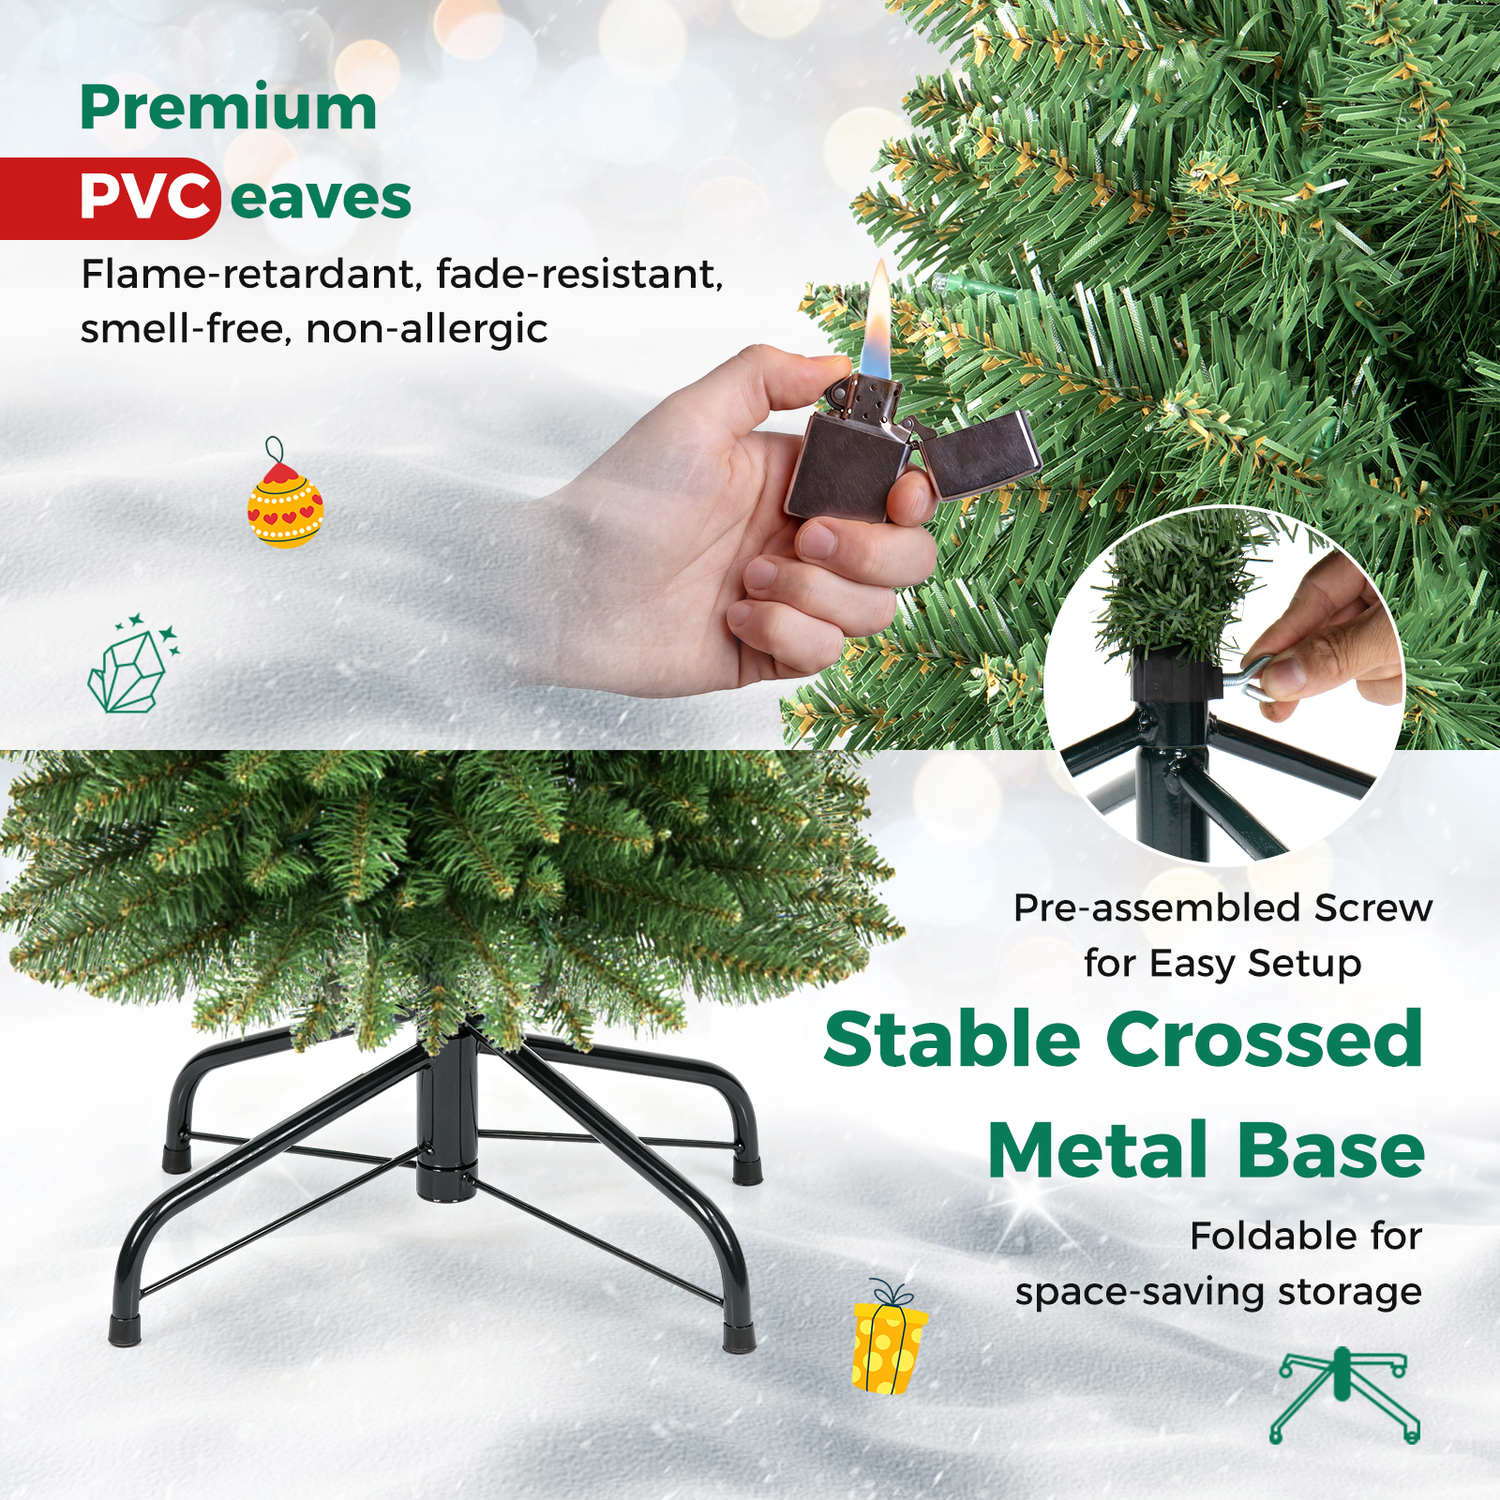 Premium
PVC eaves
Flame-retardant, fade-resistant,
smell-free, non-allergic
Pre-assembled Screw
for Easy Setup
Stable Crossed
Metal Base
Foldable for
space-saving storage